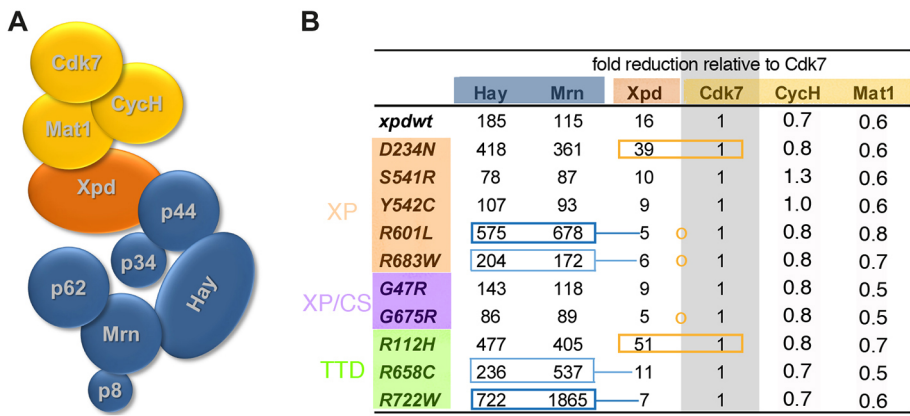 A
Cdk7
CycH
Mat1
Xpd
p44
p34
p62
Hay
Mrn
p8
B
fold reduction relative to Cdk7
Hay Mrn Xpd Cdk7 CycH Mat1
xpdwt 185 115 16 1 0.7 0.6
XP
D234N 418 361 39 1 0.8 0.6
S541R 78 87 10 1 1.3 0.6
Y542C 107 93 9 1 1.0 0.6
R601L 575 678 5 1 0.8 0.8
R683W 204 172 6 1 0.8 0.7
XP/CS
G47R 143 118 9 1 0.8 0.5
G675R 86 89 5 1 0.8 0.5
TTD
R112H 477 405 51 1 0.8 0.7
R658C 236 537 11 1 0.7 0.5
R722W 722 1865 7 1 0.7 0.6